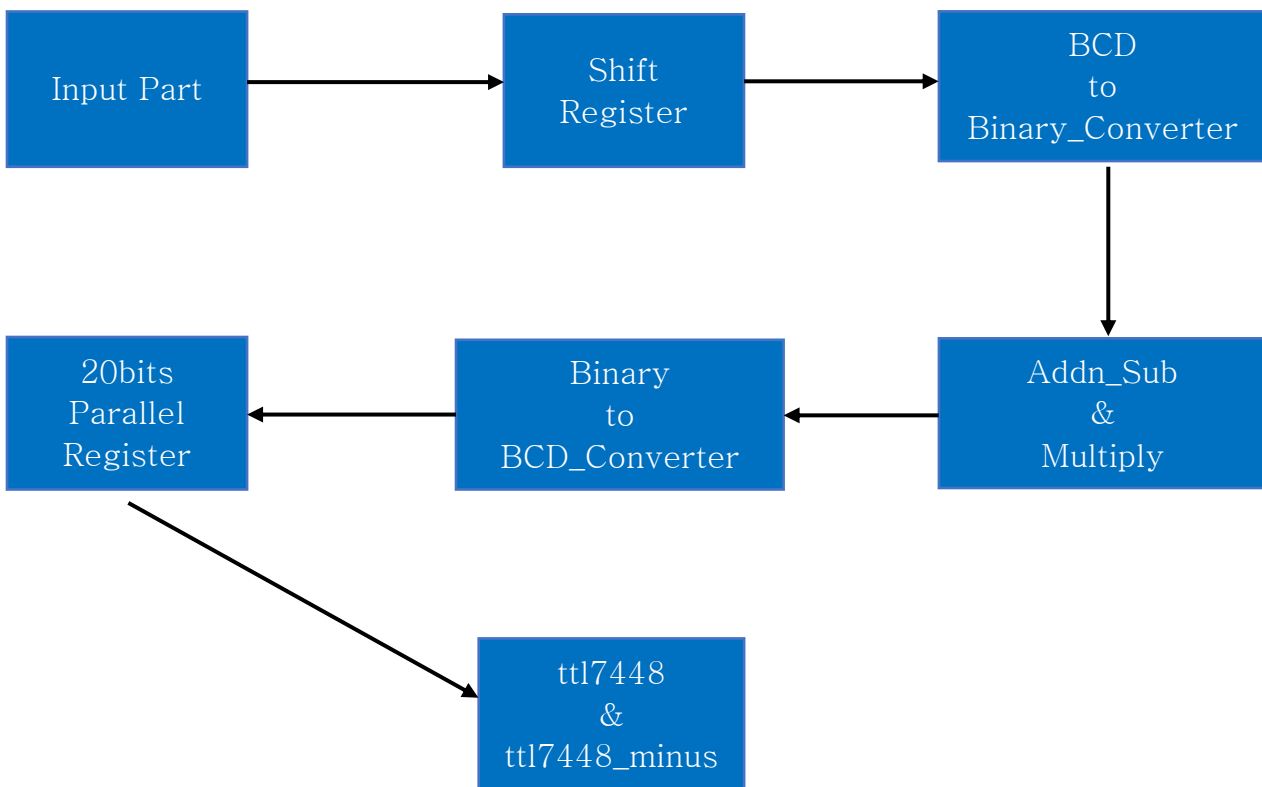 Input Part
Shift
Register
BCD
to
Binary_Converter
Addn_Sub
&
Multiply
Binary
to
BCD_Converter
20bits
Parallel
Register
ttl7448
&
ttl7448_minus